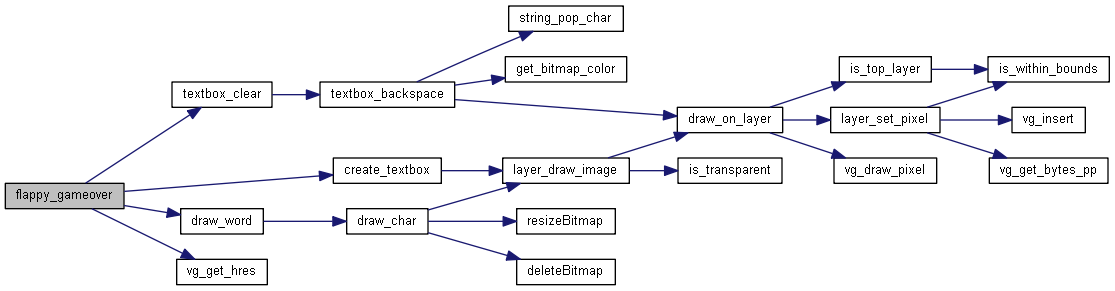 string_pop_char
get_bitmap_color
is_top_layer
is_within_bounds
textbox_clear
textbox_backspace
draw_on_layer
layer_set_pixel
vg_insert
create_textbox
layer_draw_image
is_transparent
vg_draw_pixel
vg_get_bytes_pp
flappy_gameover
draw_word
draw_char
resizeBitmap
vg_get_hres
deleteBitmap